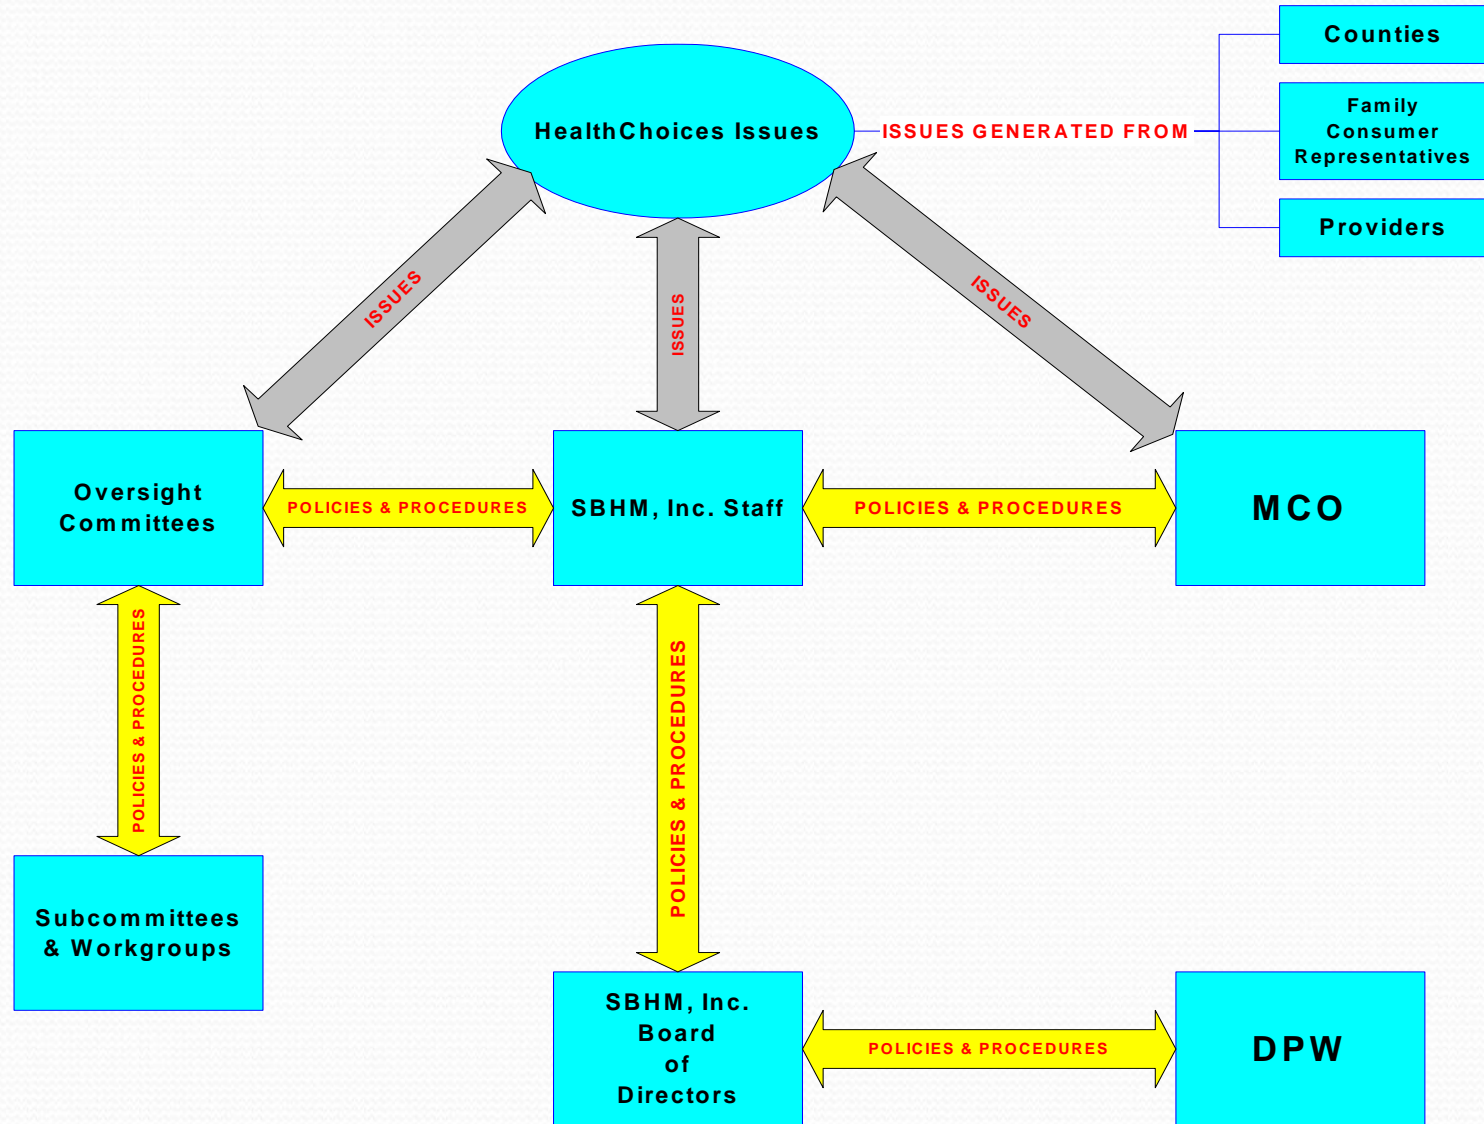 Counties
HealthChoices Issues
ISSUES GENERATED FROM
Family
Consumer
Representatives
Providers
ISSUES
ISSUES
ISSUES
Oversight
Committees
POLICIES & PROCEDURES
SBHM, Inc. Staff
POLICIES & PROCEDURES
MCO
POLICIES & PROCEDURES
POLICIES & PROCEDURES
Subcommittees
& Workgroups
SBHM, Inc.
Board
of
Directors
POLICIES & PROCEDURES
DPW